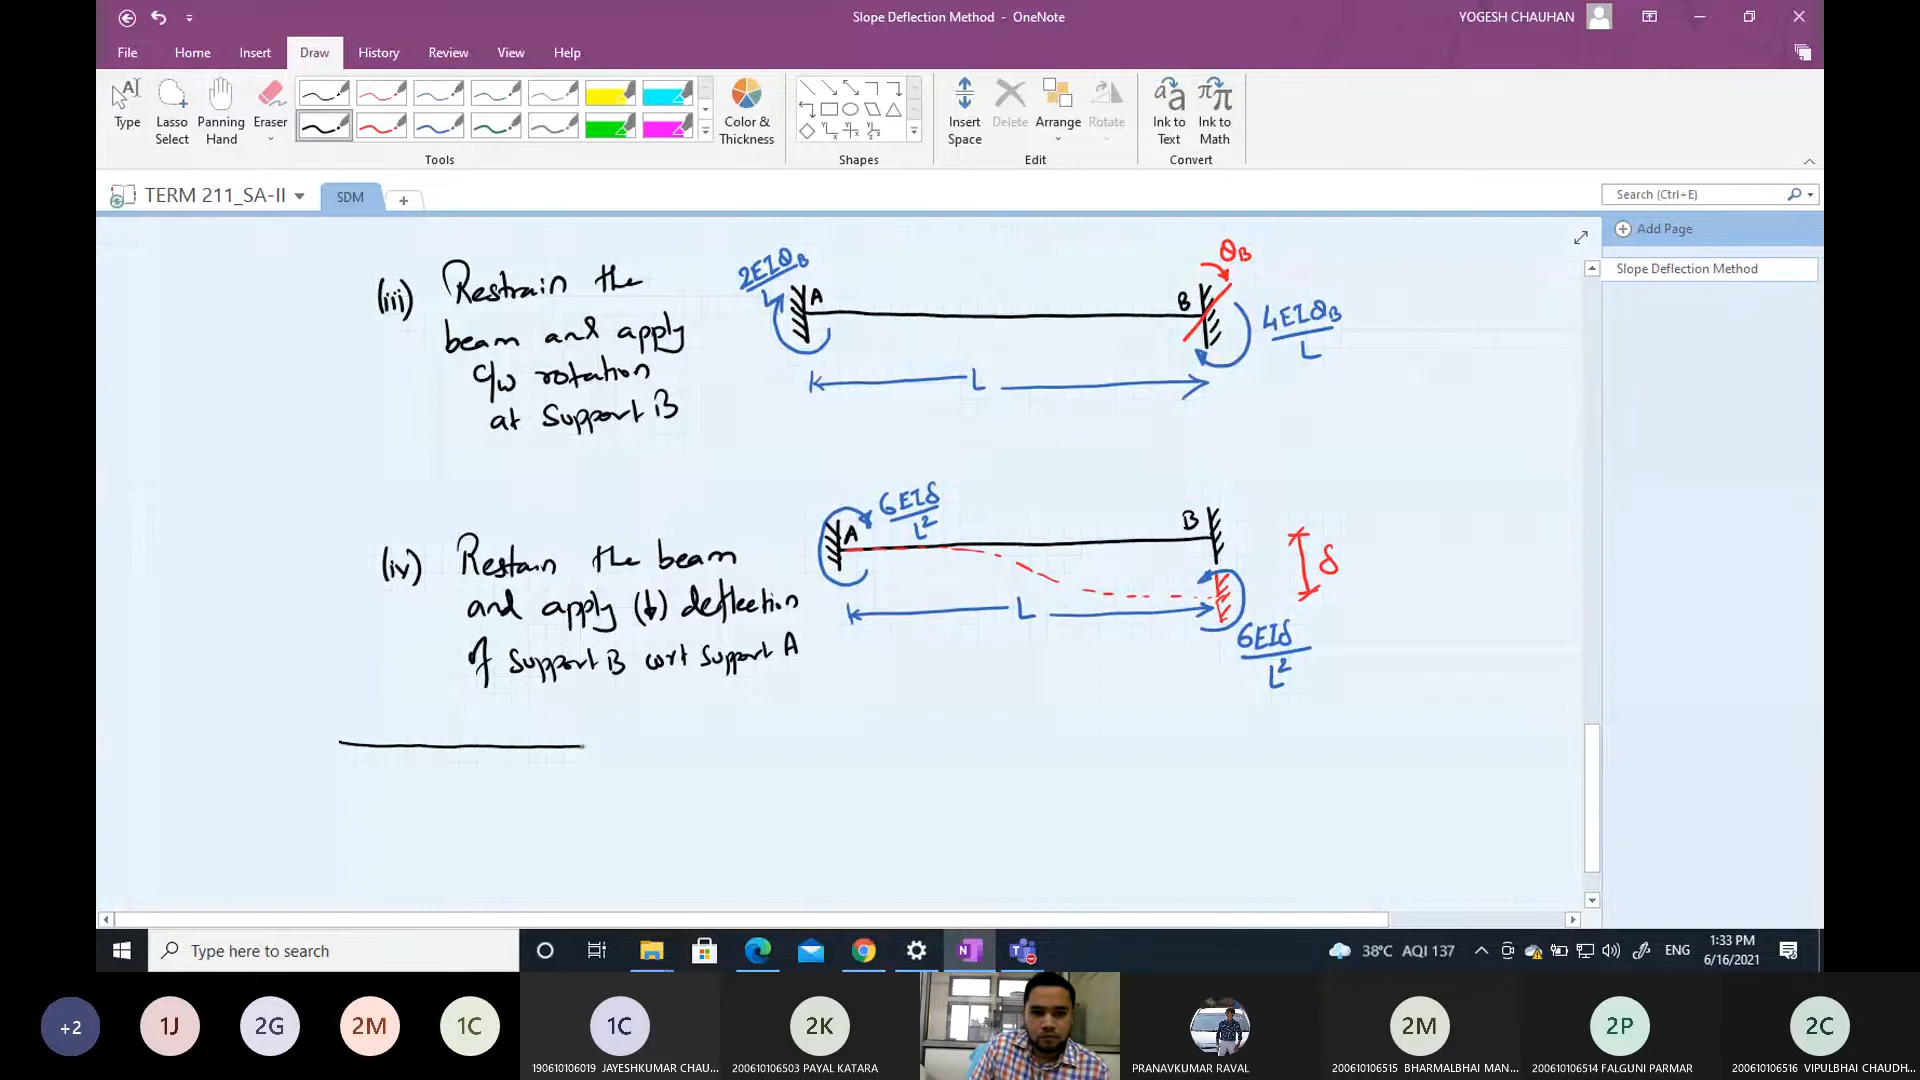 Slope Deflection Method - OneNote
YOGESH CHAUHAN
File Home Insert Draw History Review View Help
Type
Lasso Select
Panning Hand
Eraser
Color & Thickness
Insert Space
Delete
Arrange
Rotate
Ink to Text
Ink to Math
Tools
Shapes
Edit
Convert
TERM 211_SA-II
SDM
Search (Ctrl+E)
Add Page
Slope Deflection Method
(iii) Restrain the
beam and apply
c/w rotation
at Support B
2EIθB
L
A
B
θB
4EIθB
L
L
(iv) Restain the beam
and apply (↓) deflection
of Support B wrt Support A
6EIδ
L²
A
B
δ
L
6EIδ
L²
Type here to search
38°C AQI 137
ENG
1:33 PM
6/16/2021
+2
1J
2G
2M
1C
1C
2K
2M
2P
2C
190610106019 JAYESHKUMAR CHAU...
200610106503 PAYAL KATARA
PRANAVKUMAR RAVAL
200610106515 BHARMALBHAI MAN...
200610106514 FALGUNI PARMAR
200610106516 VIPULBHAI CHAUDH...